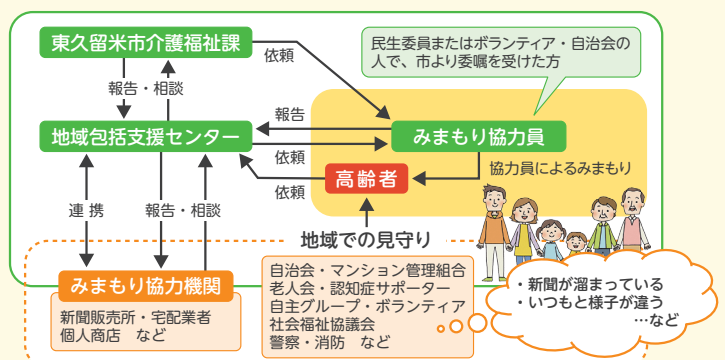 東久留米市介護福祉課
依頼
民生委員またはボランティア・自治会の
人で、市より委嘱を受けた方
報告・相談
報告
地域包括支援センター
みまもり協力員
依頼
協力員によるみまもり
高齢者
依頼
連携
報告・相談
地域での見守り
みまもり協力機関
新聞販売所・宅配業者
個人商店 など
自治会・マンション管理組合
老人会・認知症サポーター
自主グループ・ボランティア
社会福祉協議会
警察・消防 など
・新聞が溜まっている
・いつもと様子が違う
…など